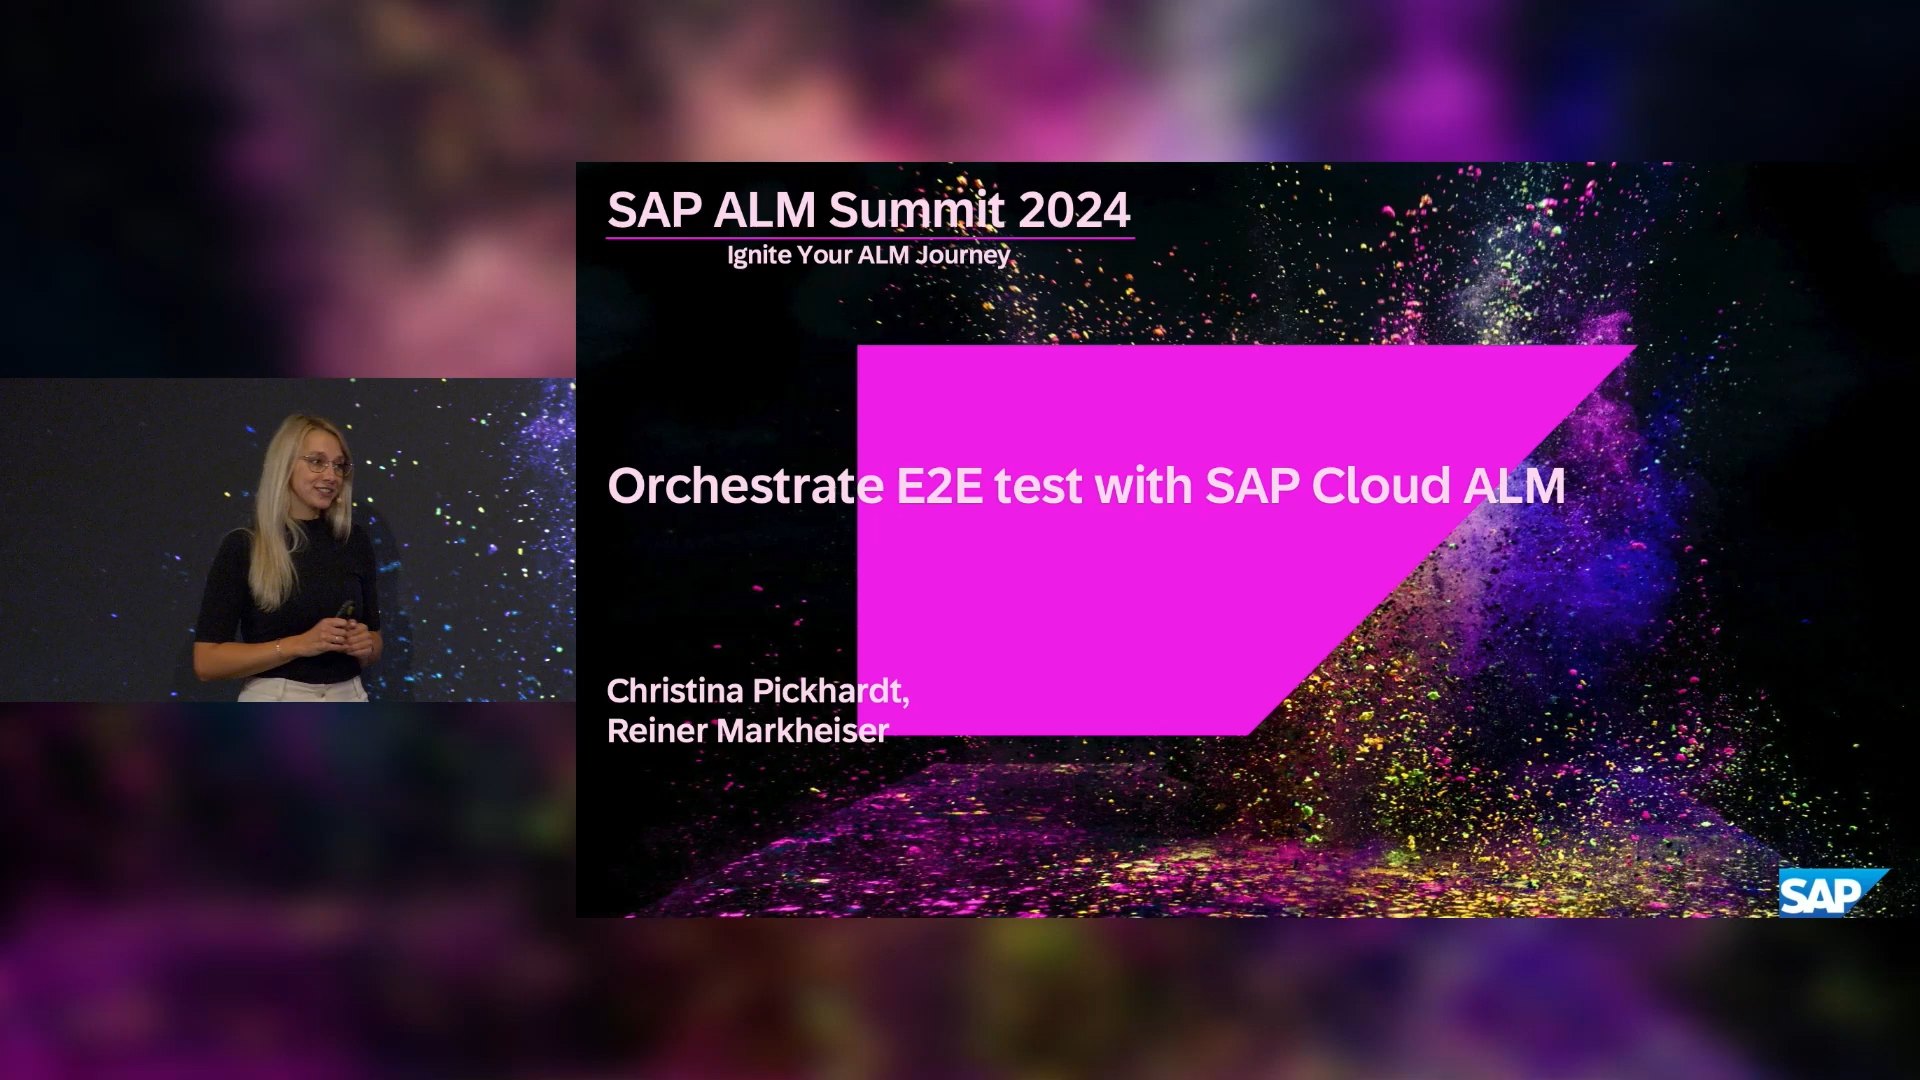 SAP ALM Summit 2024
Ignite Your ALM Journey
Orchestrate E2E test with SAP Cloud ALM
Christina Pickhardt,
Reiner Markheiser
SAP